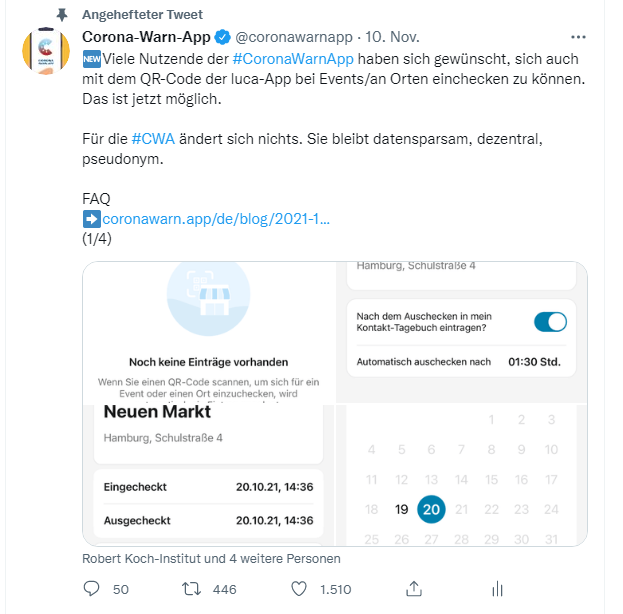 Angehefteter Tweet
Corona-Warn-App @coronawarnapp · 10. Nov.
NEW Viele Nutzende der #CoronaWarnApp haben sich gewünscht, sich auch
mit dem QR-Code der luca-App bei Events/an Orten einchecken zu können.
Das ist jetzt möglich.
Für die #CWA ändert sich nichts. Sie bleibt datensparsam, dezentral,
pseudonym.
FAQ
coronawarn.app/de/blog/2021-1...
(1/4)
Noch keine Einträge vorhanden
Wenn Sie einen QR-Code scannen, um sich für ein
Event oder einen Ort einzuchecken, wird
Hamburg, Schulstraße 4
Nach dem Auschecken in mein
Kontakt-Tagebuch eintragen?
Automatisch auschecken nach 01:30 Std.
Neuen Markt
Hamburg, Schulstraße 4
Eingecheckt 20.10.21, 14:36
Ausgecheckt 20.10.21, 14:36
1 2 3
4 5 6 7 8 9 10
11 12 13 14 15 16 17
18 19 20 21 22 23 24
25 26 27 28 29 30 31
Robert Koch-Institut und 4 weitere Personen
50 446 1.510